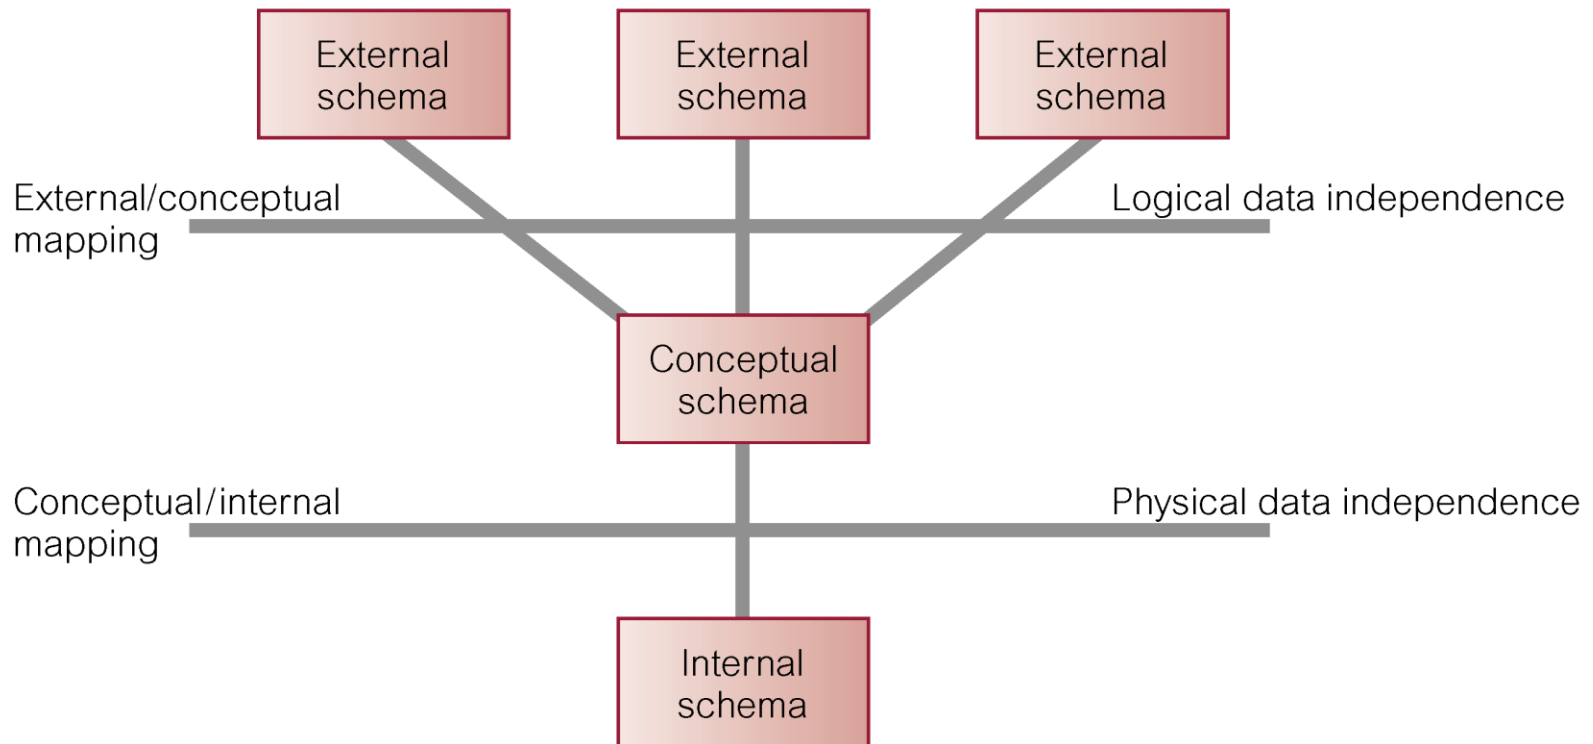 External
schema
External
schema
External
schema
External/conceptual
mapping
Logical data independence
Conceptual
schema
Conceptual/internal
mapping
Physical data independence
Internal
schema